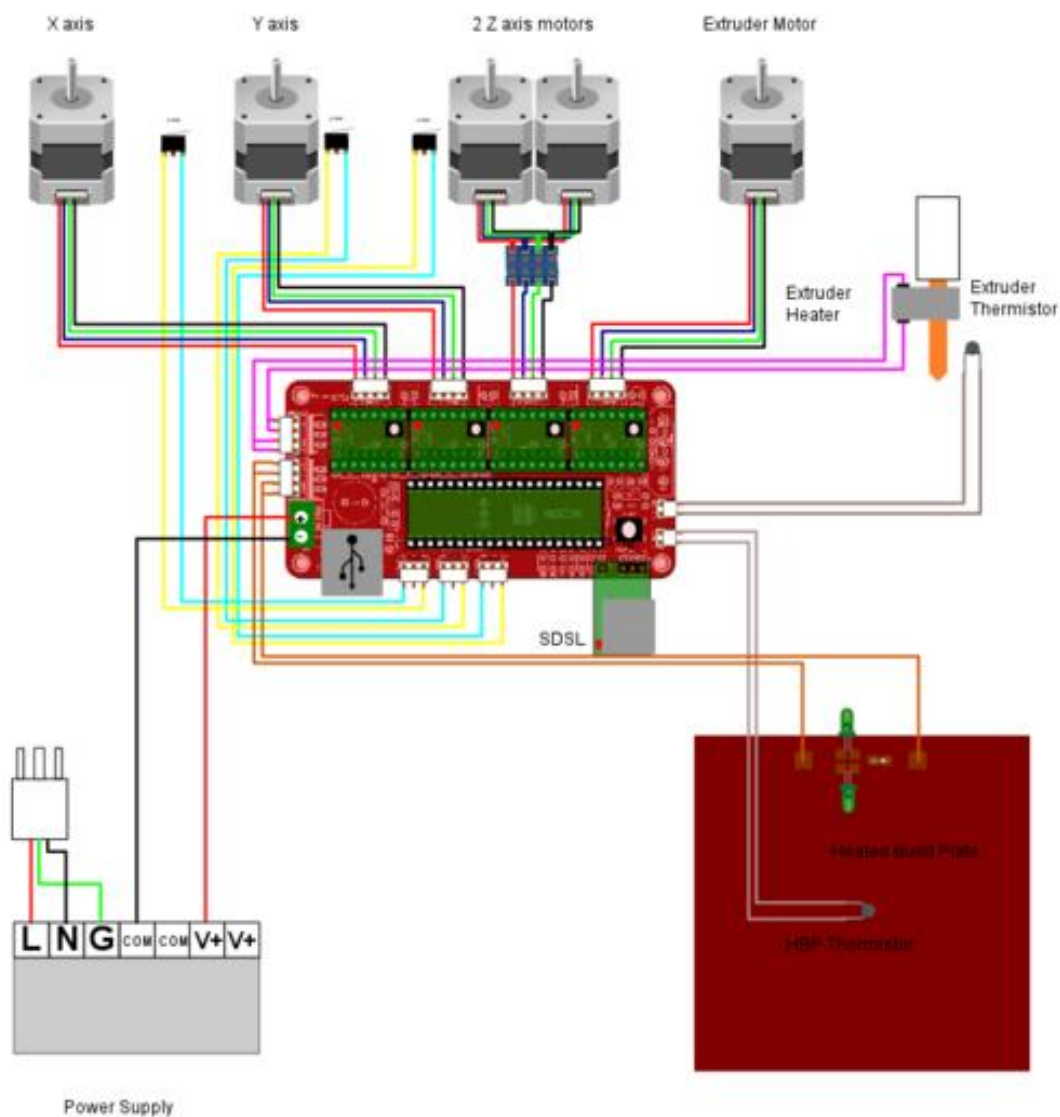 X axis
Y axis
2 Z axis motors
Extruder Motor
Extruder
Heater
Extruder
Thermistor
SDSL
Heated Build Plate
HBP Thermistor
L N G COM COM V+ V+
Power Supply